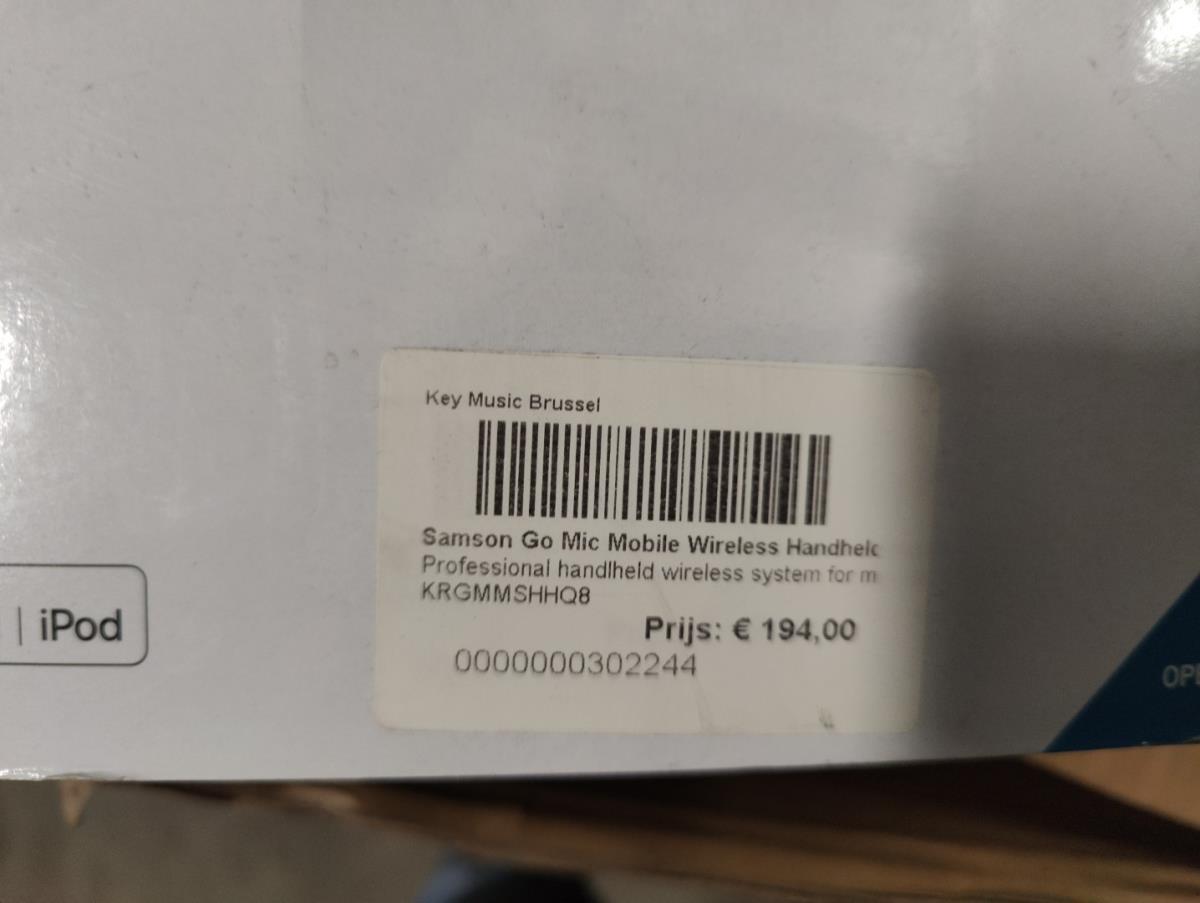 Key Music Brussel
Samson Go Mic Mobile Wireless Handheld
Professional handlheld wireless system for m
KRGMMSHHQ8
Prijs: € 194,00
0000000302244
| iPod
OPE